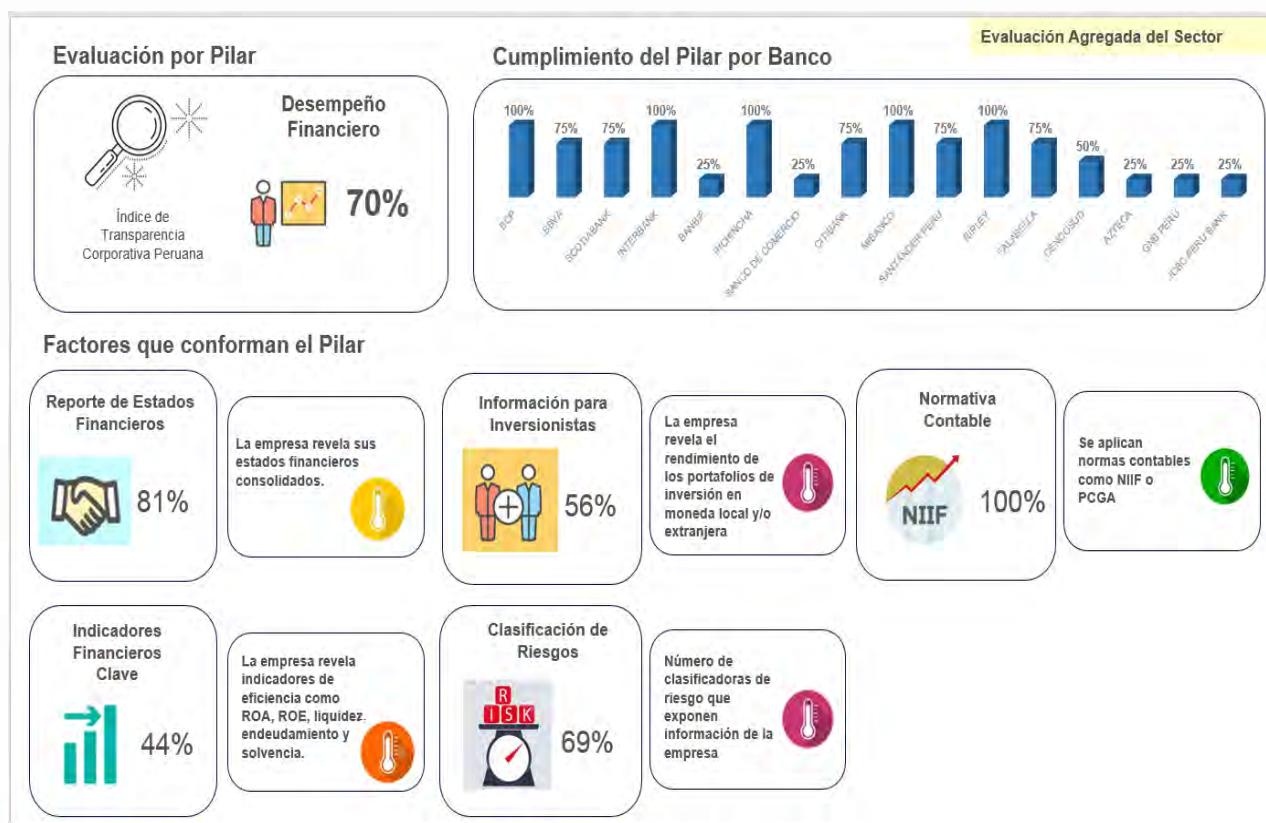 Evaluación Agregada del Sector
Evaluación por Pilar
Índice de
Transparencia
Corporativa Peruana
Desempeño
Financiero
70%
Cumplimiento del Pilar por Banco
100%
75%
75%
100%
25%
100%
25%
75%
100%
75%
100%
75%
50%
25%
25%
25%
BCP
BBVA
SCOTIABANK
INTERBANK
BANBIF
PICHINCHA
BANCO DE COMERCIO
CITIBANK
MIBANCO
SANTANDER PERU
RIPLEY
FALABELLA
CENCOSUD
AZTECA
GNB PERU
PERU BANK
Factores que conforman el Pilar
Reporte de Estados
Financieros
81%
La empresa revela sus
estados financieros
consolidados.
Información para
Inversionistas
56%
La empresa
revela el
rendimiento de
los portafolios de
inversión en
moneda local y/o
extranjera
Normativa
Contable
NIIF
100%
Se aplican
normas contables
como NIIF o
PCGA
Indicadores
Financieros
Clave
44%
La empresa revela
indicadores de
eficiencia como
ROA, ROE, liquidez,
endeudamiento y
solvencia.
Clasificación de
Riesgos
R
ISK
69%
Número de
clasificadoras de
riesgo que
exponen
información de la
empresa